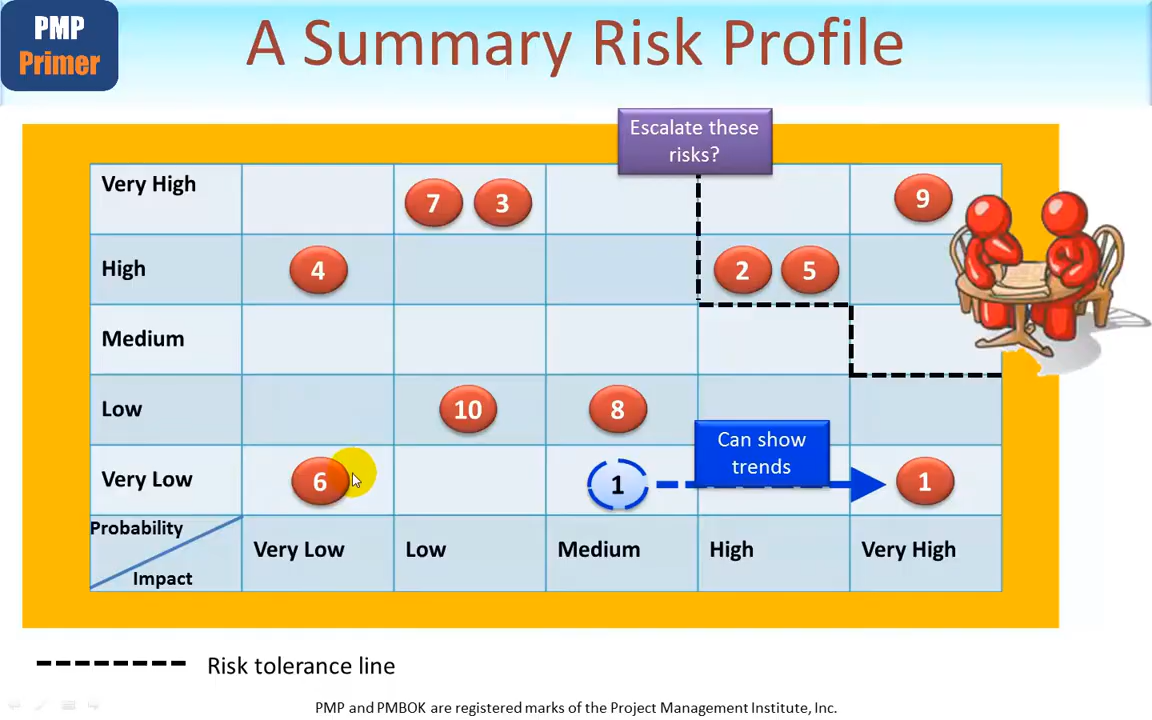 PMP
Primer
A Summary Risk Profile
Escalate these
risks?
Very High
7 3
9
High
4
2 5
Medium
Low
10
8
Can show
trends
Very Low
6
1
1
Probability
Impact
Very Low
Low
Medium
High
Very High
Risk tolerance line
PMP and PMBOK are registered marks of the Project Management Institute, Inc.